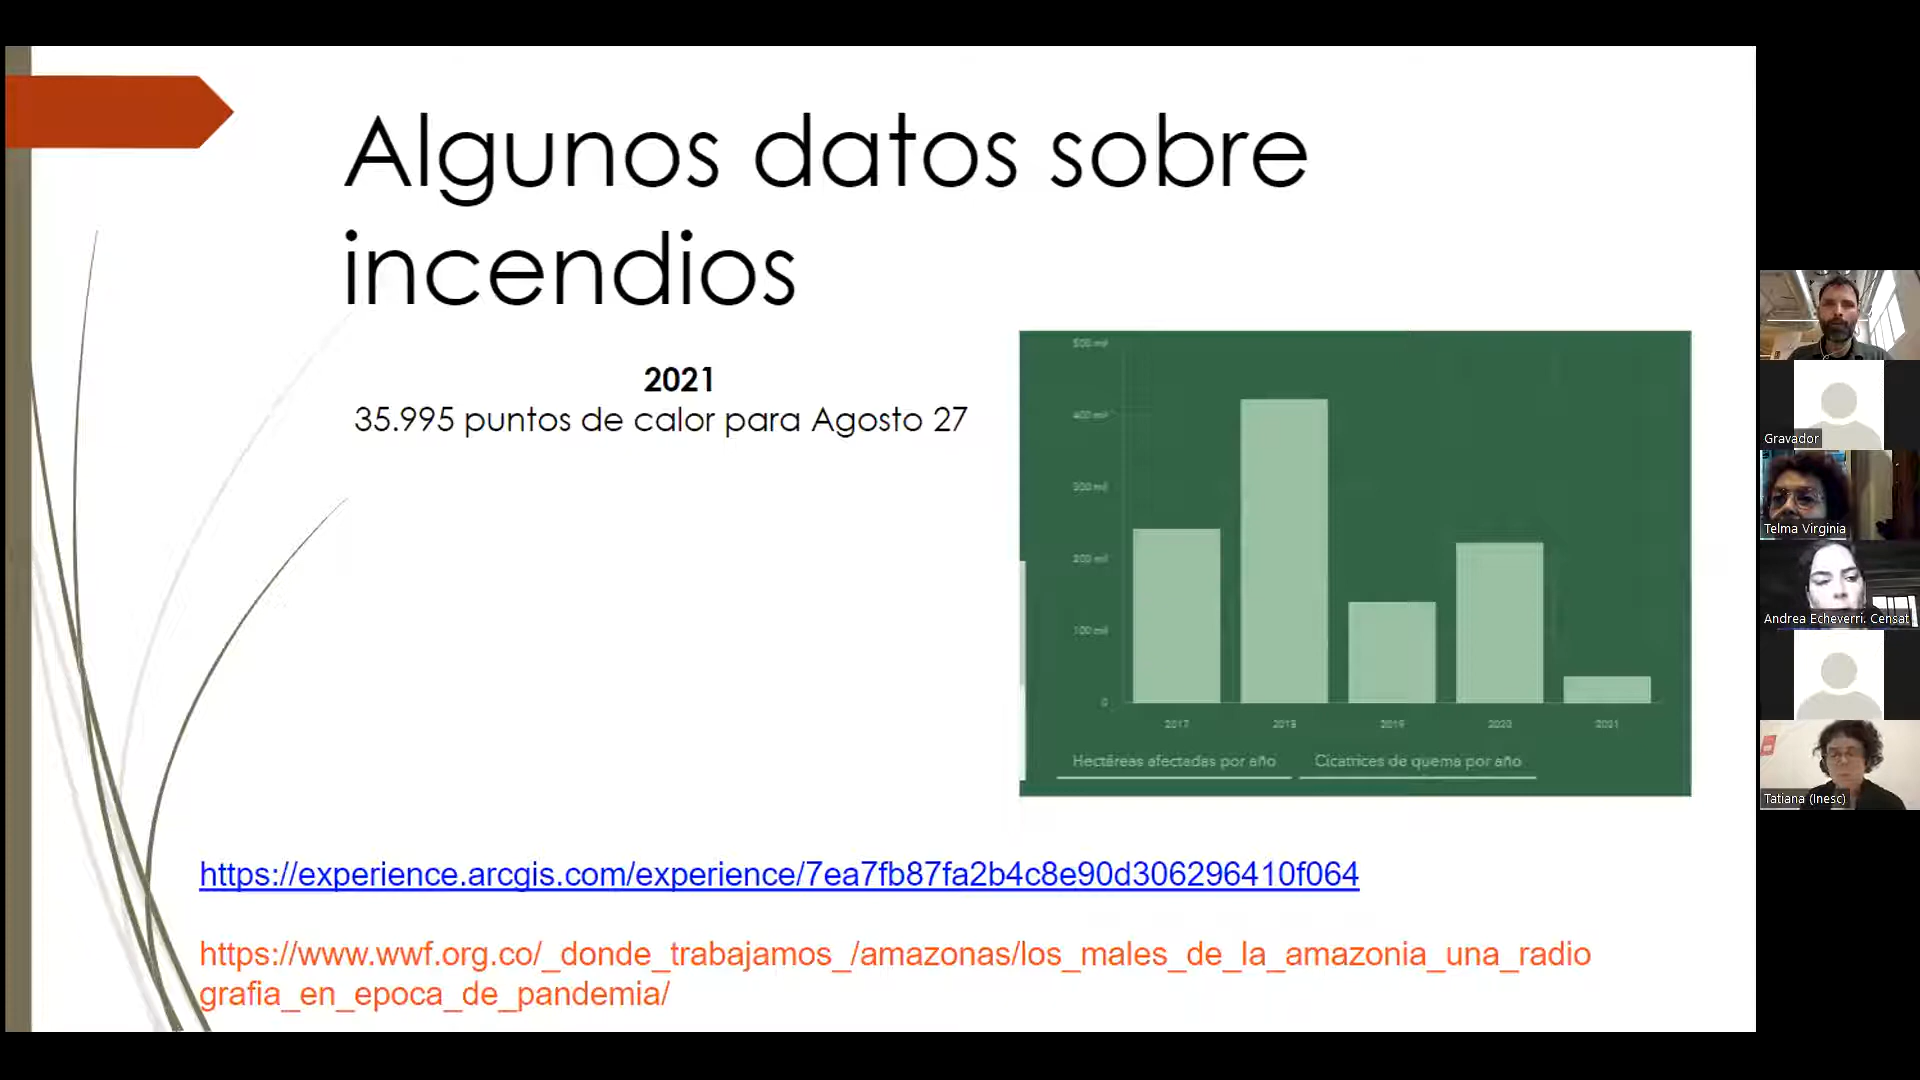 Algunos datos sobre
incendios
2021
35.995 puntos de calor para Agosto 27
500 mil
400 mil
300 mil
200 mil
100 mil
0
2017
2018
2019
2020
2021
Hectáreas afectadas por año
Cicatrices de quema por año
https://experience.arcgis.com/experience/7ea7fb87fa2b4c8e90d306296410f064
https://www.wwf.org.co/_donde_trabajamos_/amazonas/los_males_de_la_amazonia_una_radio
grafia_en_epoca_de_pandemia/
Gravador
Telma Virginia
Andrea Echeverri. Censat
Tatiana (Inesc)